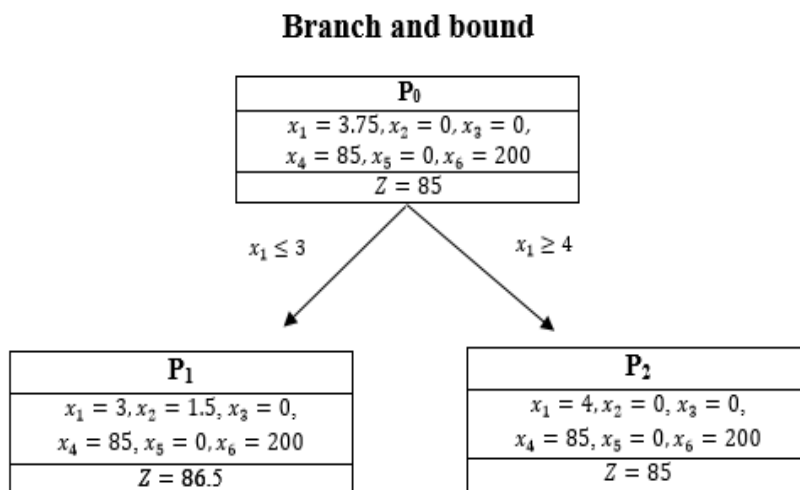 Branch and bound
P₀
x₁ = 3.75, x₂ = 0, x₃ = 0,
x₄ = 85, x₅ = 0, x₆ = 200
Z = 85
x₁ ≤ 3
x₁ ≥ 4
P₁
x₁ = 3, x₂ = 1.5, x₃ = 0,
x₄ = 85, x₅ = 0, x₆ = 200
Z = 86.5
P₂
x₁ = 4, x₂ = 0, x₃ = 0,
x₄ = 85, x₅ = 0, x₆ = 200
Z = 85